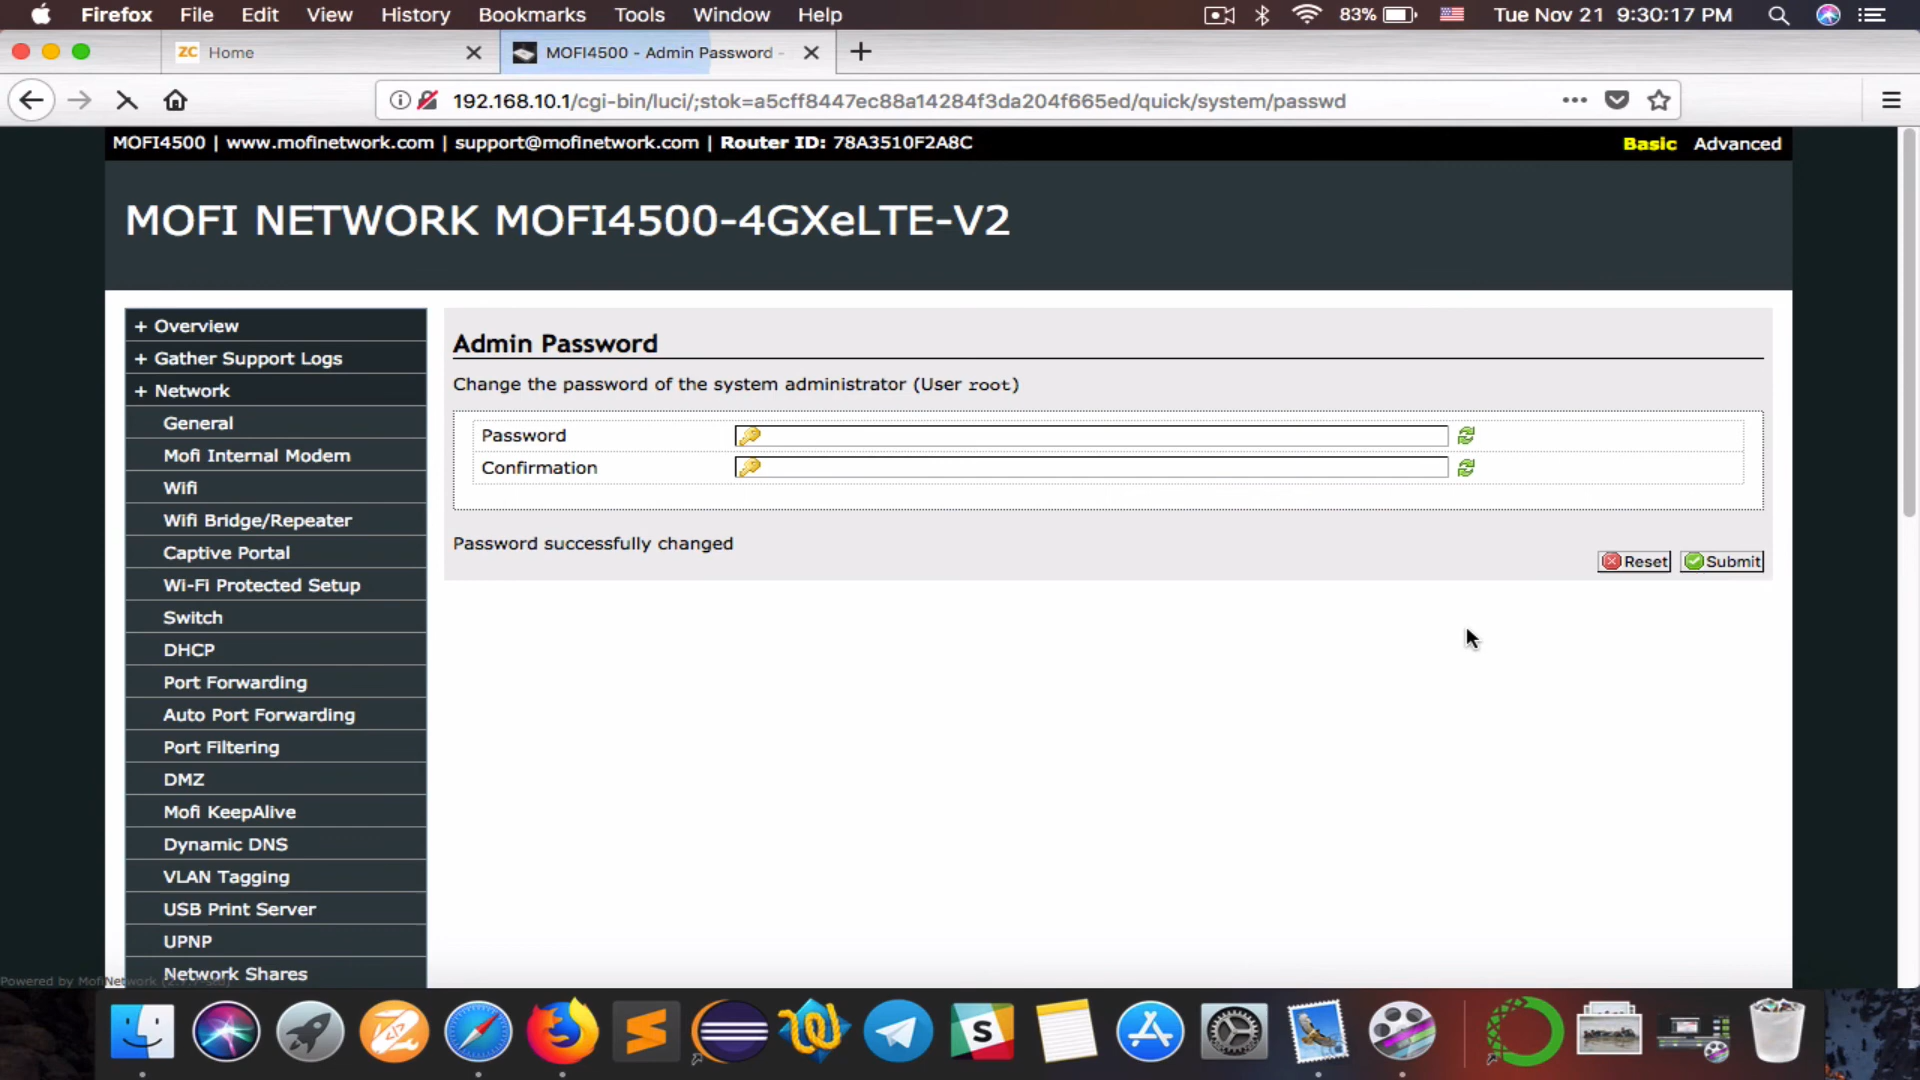 Firefox File Edit View History Bookmarks Tools Window Help 83% Tue Nov 21 9:30:17 PM
ZC Home MOFI4500 - Admin Password -
192.168.10.1/cgi-bin/luci/;stok=a5cff8447ec88a14284f3da204f665ed/quick/system/passwd
MOFI4500 | www.mofinetwork.com | support@mofinetwork.com | Router ID: 78A3510F2A8C Basic Advanced
MOFI NETWORK MOFI4500-4GXeLTE-V2
+ Overview
+ Gather Support Logs
+ Network
General
Mofi Internal Modem
Wifi
Wifi Bridge/Repeater
Captive Portal
Wi-Fi Protected Setup
Switch
DHCP
Port Forwarding
Auto Port Forwarding
Port Filtering
DMZ
Mofi KeepAlive
Dynamic DNS
VLAN Tagging
USB Print Server
UPNP
Network Shares
Admin Password
Change the password of the system administrator (User root)
Password
Confirmation
Password successfully changed
Reset Submit
Powered by MofiNetwork
S